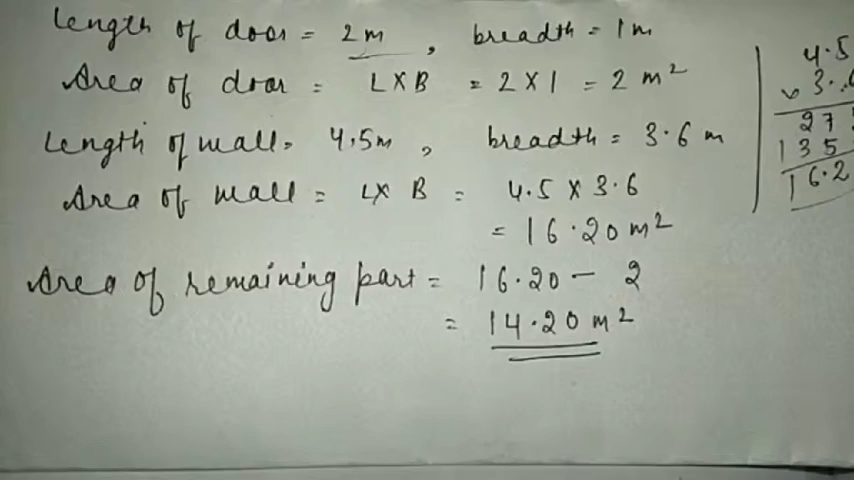 Length of door = 2m, breadth = 1m
Area of door = L X B = 2 X 1 = 2 m²
Length of wall = 4.5m, breadth = 3.6 m
Area of wall = L X B = 4.5 X 3.6
= 16.20 m²
Area of remaining part = 16.20 - 2
= 14.20 m²
4.5
27
135
16.2